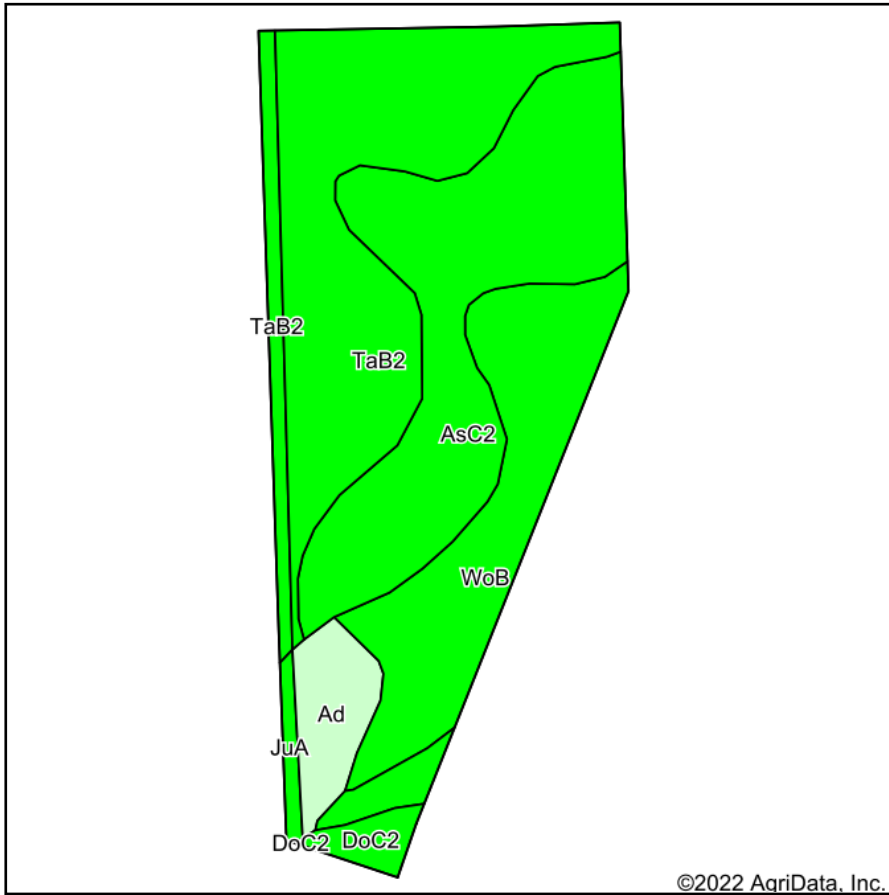 TaB2
TaB2
AsC2
WoB
Ad
JuA
DoC2
DoC2
©2022 AgriData, Inc.